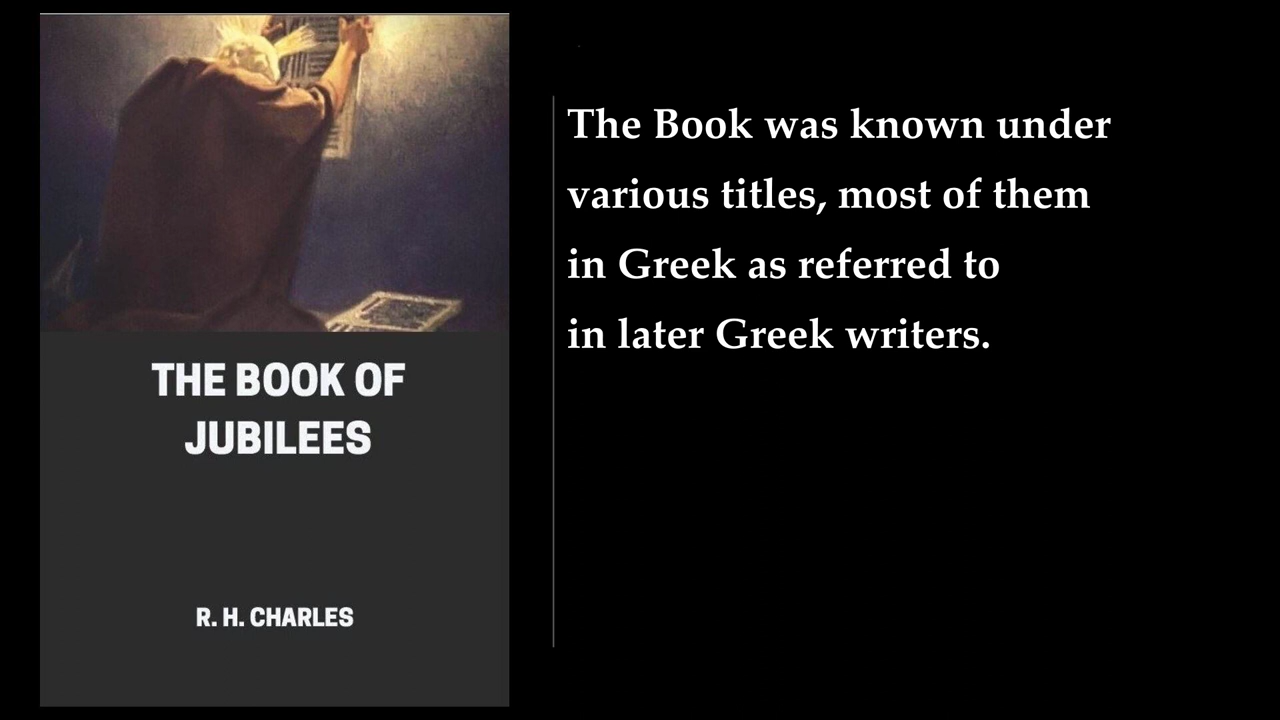 THE BOOK OF
JUBILEES
R. H. CHARLES
The Book was known under
various titles, most of them
in Greek as referred to
in later Greek writers.